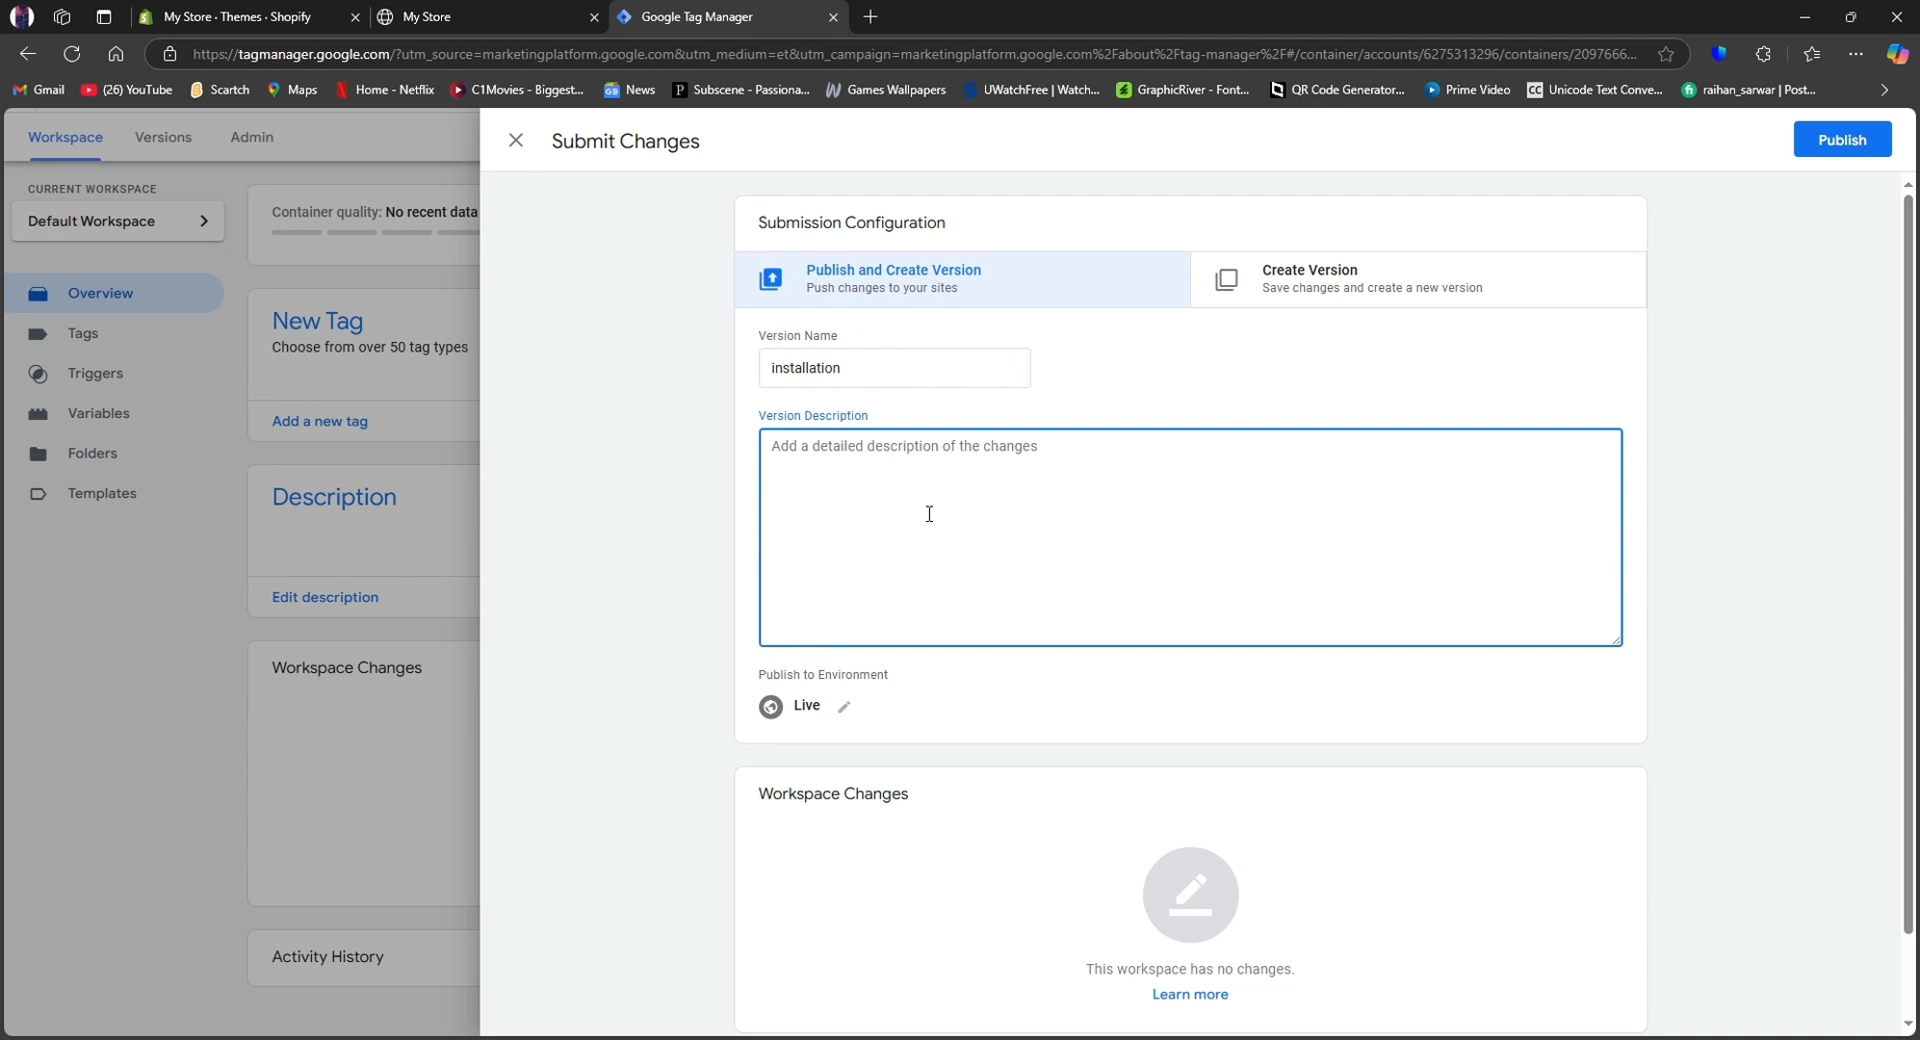 My Store · Themes · Shopify
My Store
Google Tag Manager
https://tagmanager.google.com/?utm_source=marketingplatform.google.com&utm_medium=et&utm_campaign=marketingplatform.google.com%2Fabout%2Ftag-manager%2F#/container/accounts/6275313296/containers/2097666...
Gmail
(26) YouTube
Scartch
Maps
Home - Netflix
C1Movies - Biggest...
News
Subscene - Passiona...
Games Wallpapers
UWatchFree | Watch...
GraphicRiver - Font...
QR Code Generator...
Prime Video
Unicode Text Conve...
raihan_sarwar | Post...
Workspace
Versions
Admin
CURRENT WORKSPACE
Default Workspace
Overview
Tags
Triggers
Variables
Folders
Templates
Container quality: No recent data
New Tag
Choose from over 50 tag types
Add a new tag
Description
Edit description
Workspace Changes
Activity History
Submit Changes
Publish
Submission Configuration
Publish and Create Version
Push changes to your sites
Create Version
Save changes and create a new version
Version Name
installation
Version Description
Add a detailed description of the changes
Publish to Environment
Live
Workspace Changes
This workspace has no changes.
Learn more